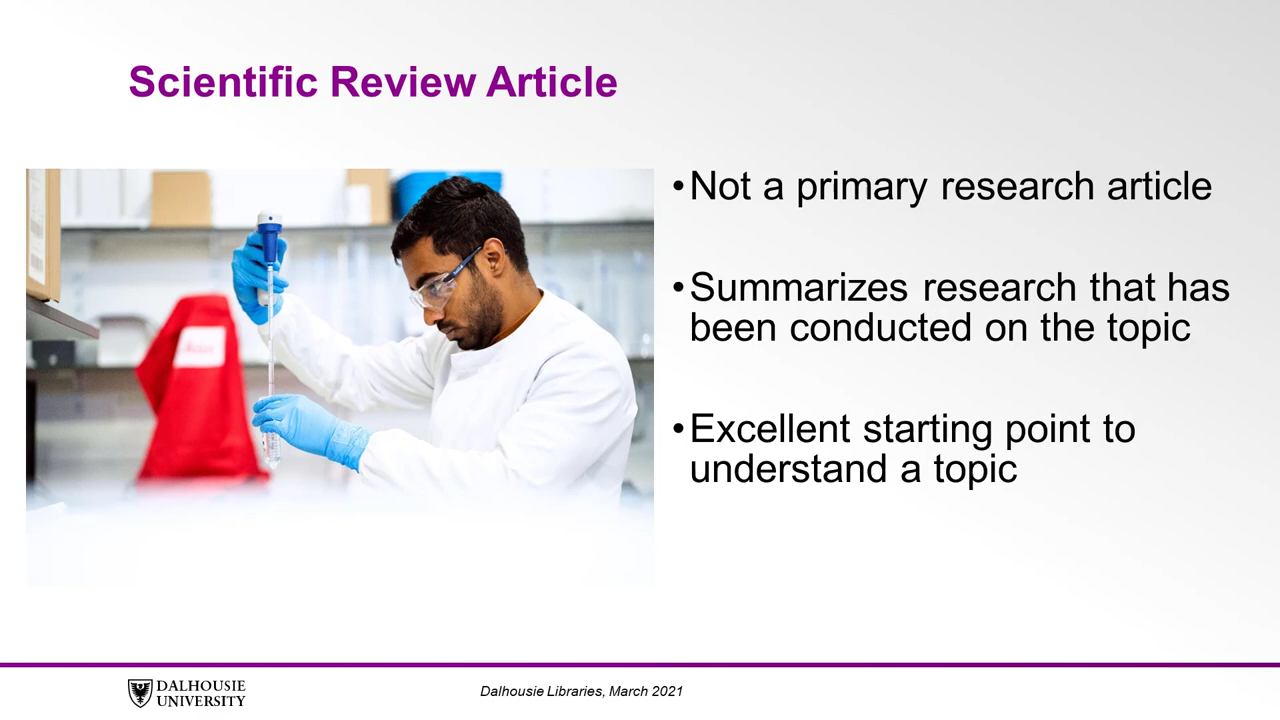 Scientific Review Article
•Not a primary research article
•Summarizes research that has
been conducted on the topic
•Excellent starting point to
understand a topic
DALHOUSIE
UNIVERSITY
Dalhousie Libraries, March 2021